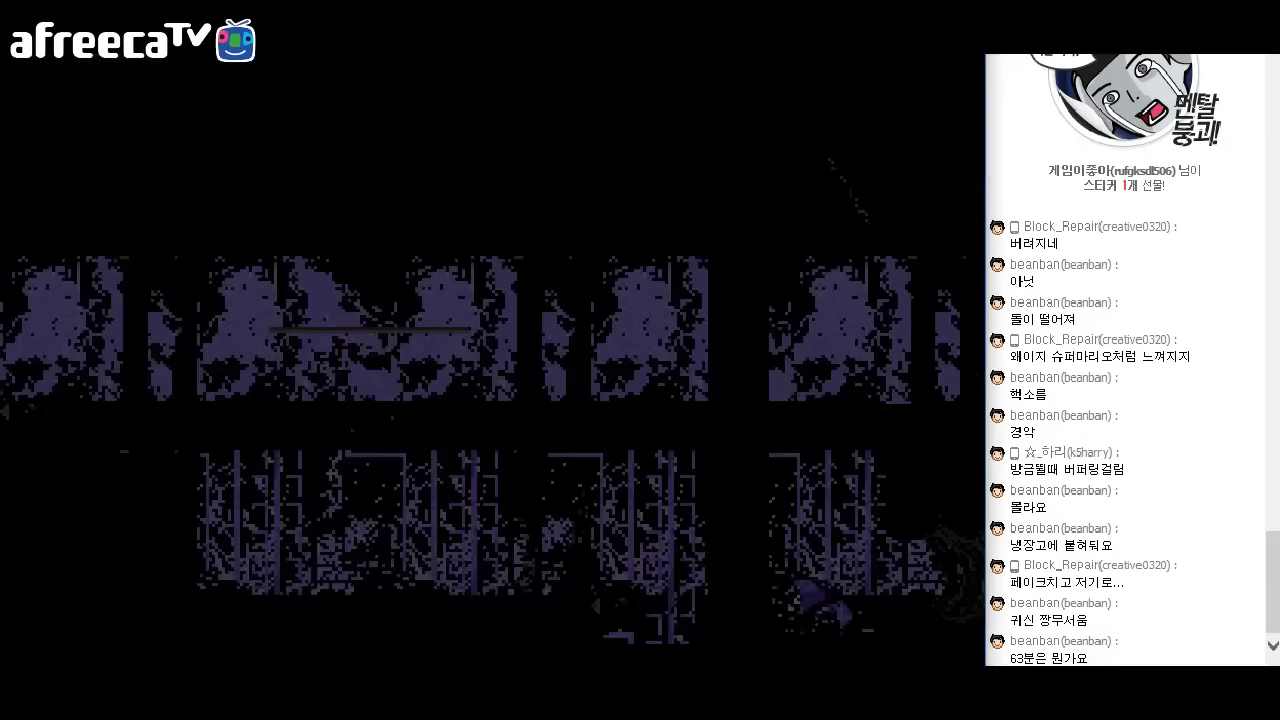 afreecaTV
멘탈
붕괴!
게임이좋아(rufgksdl506) 님이
스티커 1개 선물!
Block_Repair(creative0320) :
버려지네
beanban(beanban) :
아넛
beanban(beanban) :
돌이 떨어져
Block_Repair(creative0320) :
왜이지 슈퍼마리오처럼 느껴지지
beanban(beanban) :
핵소름
beanban(beanban) :
경악
☆_하리(k5harry) :
방금뛸때 버퍼링걸림
beanban(beanban) :
몰라요
beanban(beanban) :
냉장고에 붙혀둬요
Block_Repair(creative0320) :
페이크치고 저기로...
beanban(beanban) :
귀신 짱무서움
beanban(beanban) :
63분은 뭔가요